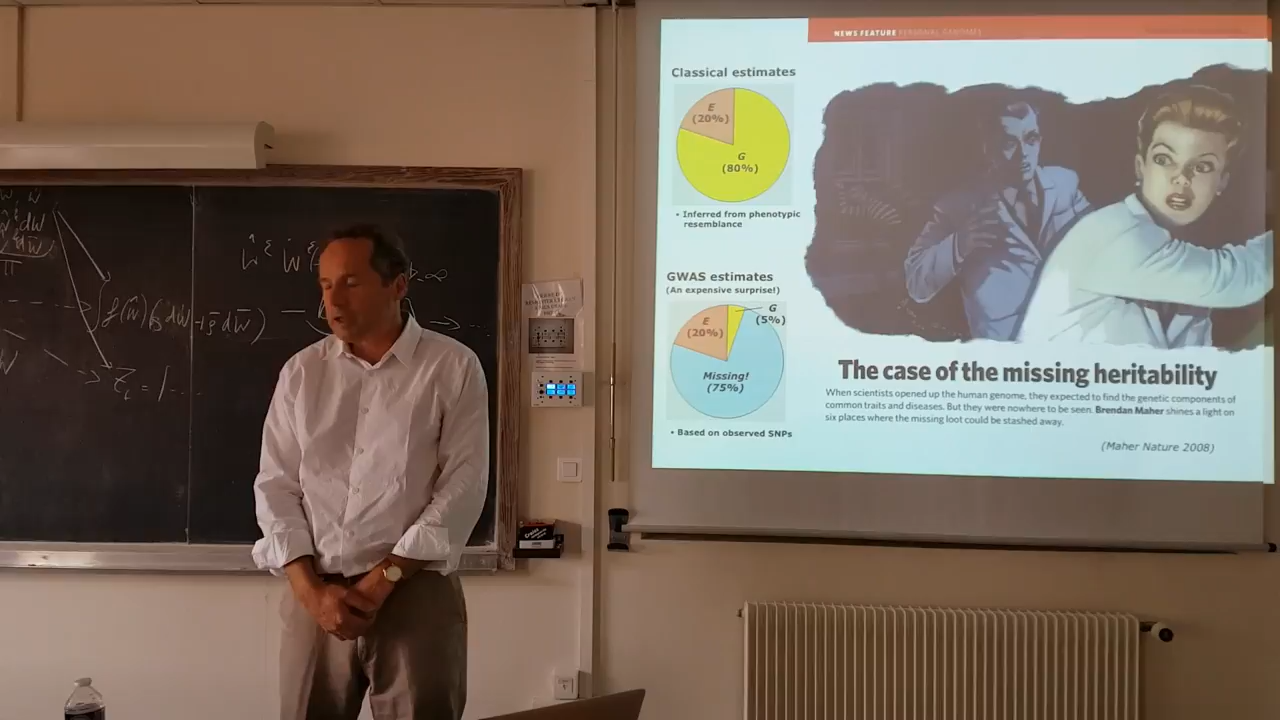 NEWS FEATURE PERSONAL GENOMES
Classical estimates
E
(20%)
G
(80%)
• Inferred from phenotypic
resemblance
GWAS estimates
(An expensive surprise!)
G
(5%)
E
(20%)
Missing!
(75%)
• Based on observed SNPs
The case of the missing heritability
When scientists opened up the human genome, they expected to find the genetic components of
common traits and diseases. But they were nowhere to be seen. Brendan Maher shines a light on
six places where the missing loot could be stashed away.
(Maher Nature 2008)